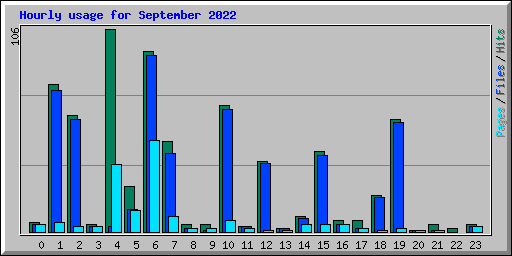 Hourly usage for September 2022
106
Pages/Files/Hits
0 1 2 3 4 5 6 7 8 9 10 11 12 13 14 15 16 17 18 19 20 21 22 23